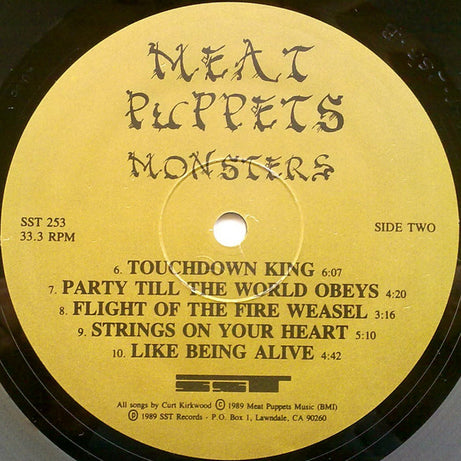 MEAT
PUPPETS
MONSTERS
SST 253
33.3 RPM
SIDE TWO
6. TOUCHDOWN KING 6:07
7. PARTY TILL THE WORLD OBEYS 4:20
8. FLIGHT OF THE FIRE WEASEL 3:16
9. STRINGS ON YOUR HEART 5:10
10. LIKE BEING ALIVE 4:42
SST
All songs by Curt Kirkwood Ⓒ 1989 Meat Puppets Music (BMI)
Ⓟ 1989 SST Records - P.O. Box 1, Lawndale, CA 90260